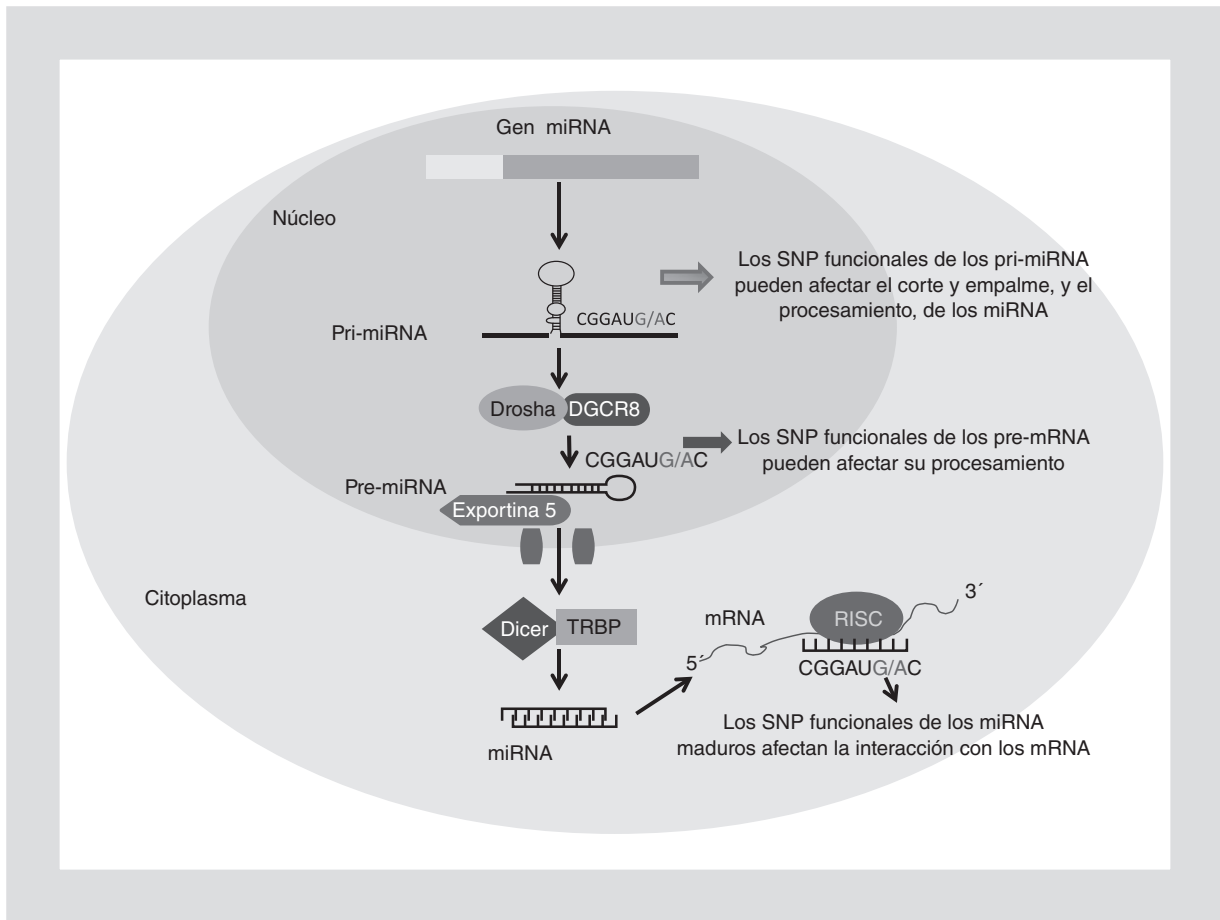 Gen miRNA
Núcleo
Los SNP funcionales de los pri-miRNA
pueden afectar el corte y empalme, y el
procesamiento, de los miRNA
CGGAUG/AC
Pri-miRNA
Drosha
DGCR8
Los SNP funcionales de los pre-mRNA
pueden afectar su procesamiento
CGGAUG/AC
Pre-miRNA
Exportina 5
Citoplasma
Dicer
TRBP
mRNA
RISC
3´
5´
CGGAUG/AC
Los SNP funcionales de los miRNA
maduros afectan la interacción con los mRNA
miRNA